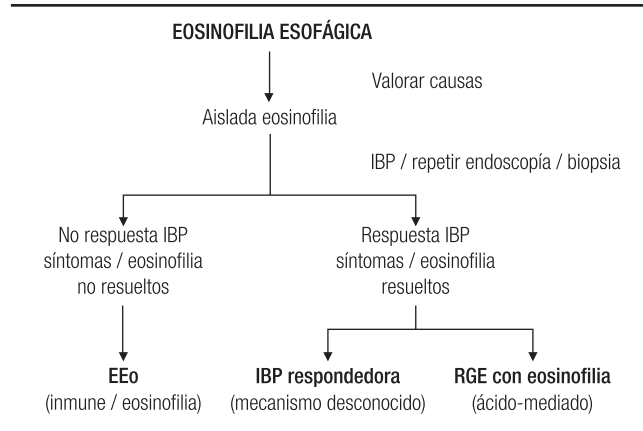 EOSINOFILIA ESOFÁGICA
Valorar causas
Aislada eosinofilia
IBP / repetir endoscopía / biopsia
No respuesta IBP
síntomas / eosinofilia
no resueltos
Respuesta IBP
síntomas / eosinofilia
resueltos
EEo
(inmune / eosinofilia)
IBP respondedora
(mecanismo desconocido)
RGE con eosinofilia
(ácido-mediado)